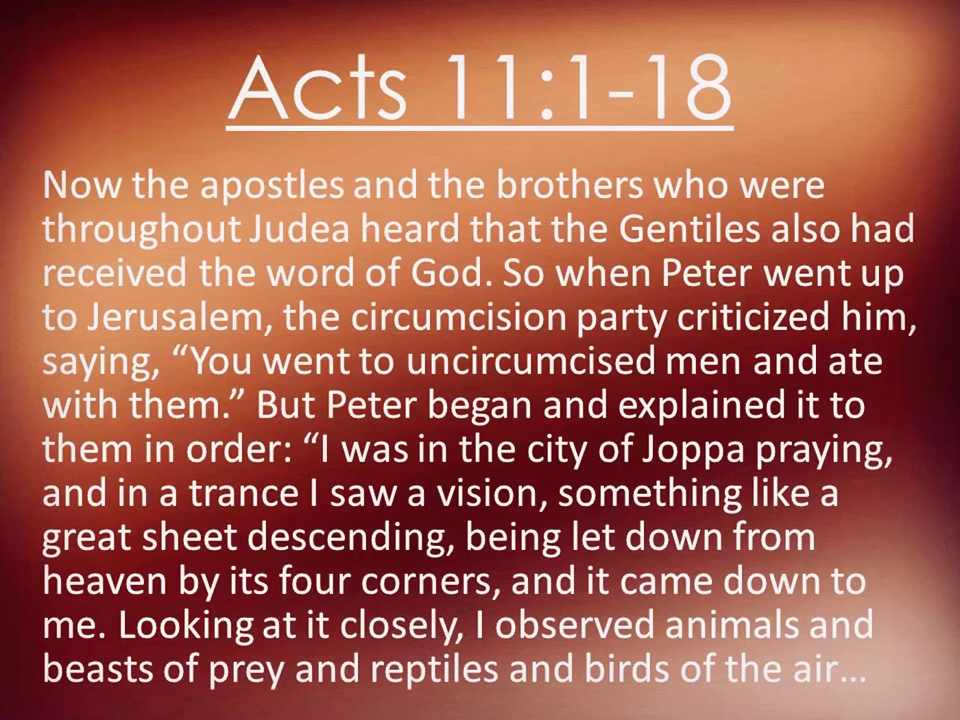 Acts 11:1-18
Now the apostles and the brothers who were
throughout Judea heard that the Gentiles also had
received the word of God. So when Peter went up
to Jerusalem, the circumcision party criticized him,
saying, “You went to uncircumcised men and ate
with them.” But Peter began and explained it to
them in order: “I was in the city of Joppa praying,
and in a trance I saw a vision, something like a
great sheet descending, being let down from
heaven by its four corners, and it came down to
me. Looking at it closely, I observed animals and
beasts of prey and reptiles and birds of the air…